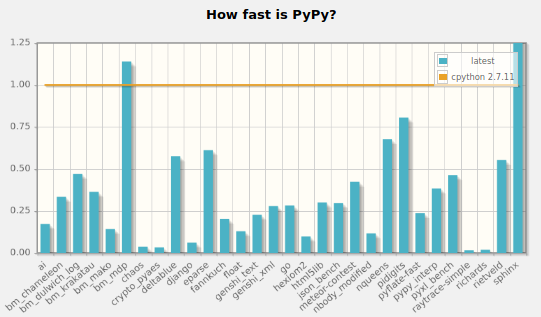 How fast is PyPy?
1.25
1.00
0.75
0.50
0.25
0.00
latest
cpython 2.7.11
ai
bm_chameleon
bm_dulwich_log
bm_krakatau
bm_mako
bm_mdp
chaos
crypto_pyaes
deltablue
django
eparse
fannkuch
float
genshi_text
genshi_xml
go
hexiom2
html5lib
json_bench
meteor-contest
nbody_modified
nqueens
pidigits
pyflate-fast
pypy_interp
pyxl_bench
raytrace-simple
richards
rietveld
sphinx